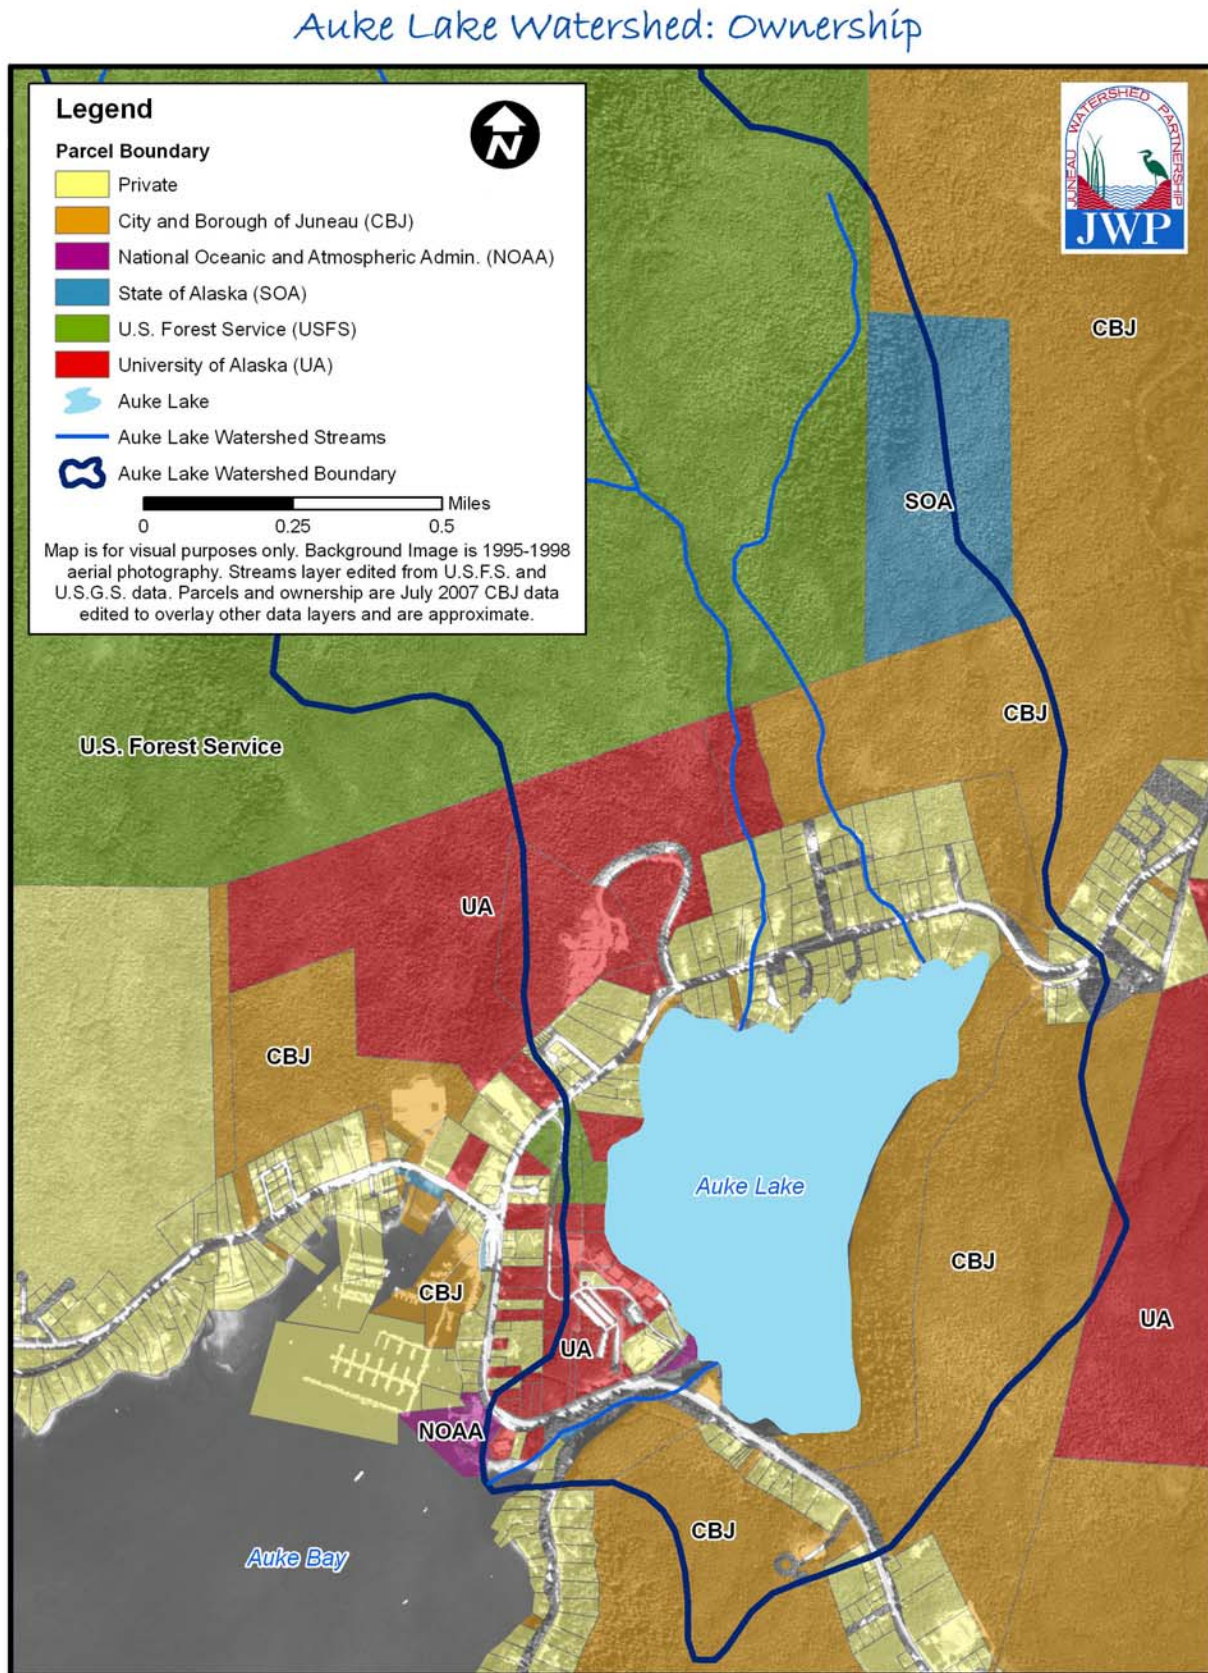 Auke Lake Watershed: Ownership
Legend
N
Parcel Boundary
Private
City and Borough of Juneau (CBJ)
National Oceanic and Atmospheric Admin. (NOAA)
State of Alaska (SOA)
U.S. Forest Service (USFS)
University of Alaska (UA)
Auke Lake
Auke Lake Watershed Streams
Auke Lake Watershed Boundary
Miles
0 0.25 0.5
Map is for visual purposes only. Background Image is 1995-1998
aerial photography. Streams layer edited from U.S.F.S. and
U.S.G.S. data. Parcels and ownership are July 2007 CBJ data
edited to overlay other data layers and are approximate.
JUNEAU WATERSHED PARTNERSHIP
JWP
CBJ
SOA
CBJ
U.S. Forest Service
UA
CBJ
Auke Lake
CBJ
CBJ
UA
UA
NOAA
CBJ
Auke Bay